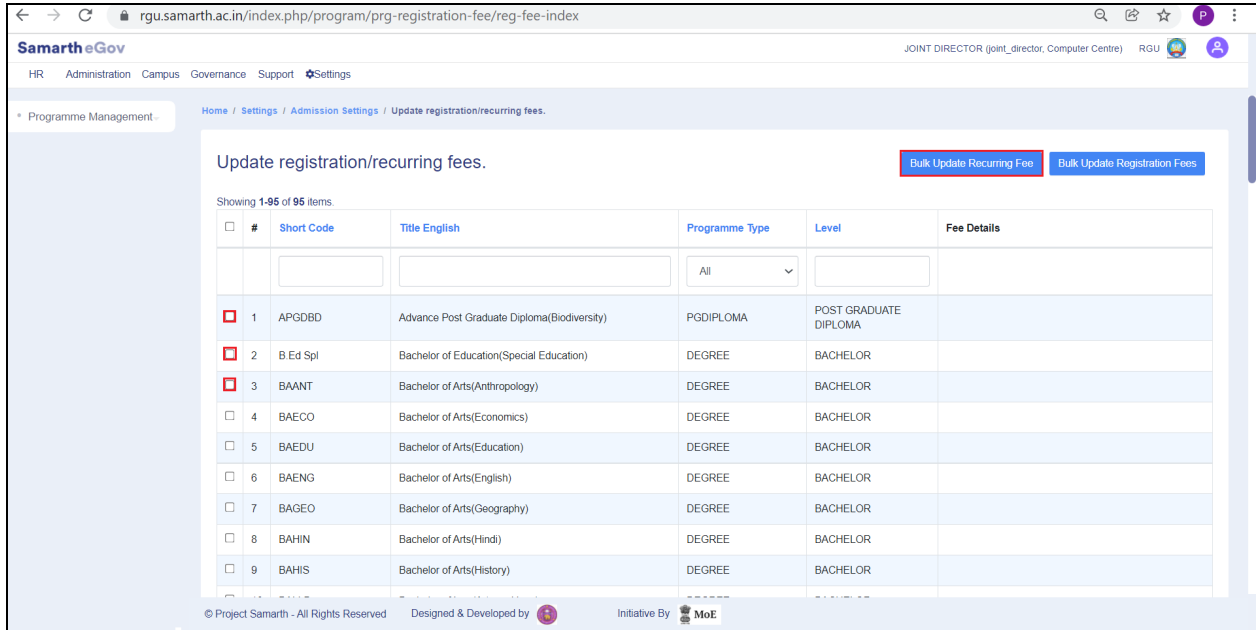 rgu.samarth.ac.in/index.php/program/prg-registration-fee/reg-fee-index
P
Samarth eGov
JOINT DIRECTOR (joint_director, Computer Centre) RGU
HR Administration Campus Governance Support Settings
Programme Management
Home / Settings / Admission Settings / Update registration/recurring fees.
Update registration/recurring fees.
Bulk Update Recurring Fee
Bulk Update Registration Fees
Showing 1-95 of 95 items.
# Short Code Title English Programme Type Level Fee Details
All
1 APGDBD Advance Post Graduate Diploma(Biodiversity) PGDIPLOMA POST GRADUATE DIPLOMA
2 B.Ed Spl Bachelor of Education(Special Education) DEGREE BACHELOR
3 BAANT Bachelor of Arts(Anthropology) DEGREE BACHELOR
4 BAECO Bachelor of Arts(Economics) DEGREE BACHELOR
5 BAEDU Bachelor of Arts(Education) DEGREE BACHELOR
6 BAENG Bachelor of Arts(English) DEGREE BACHELOR
7 BAGEO Bachelor of Arts(Geography) DEGREE BACHELOR
8 BAHIN Bachelor of Arts(Hindi) DEGREE BACHELOR
9 BAHIS Bachelor of Arts(History) DEGREE BACHELOR
© Project Samarth - All Rights Reserved Designed & Developed by Initiative By MoE